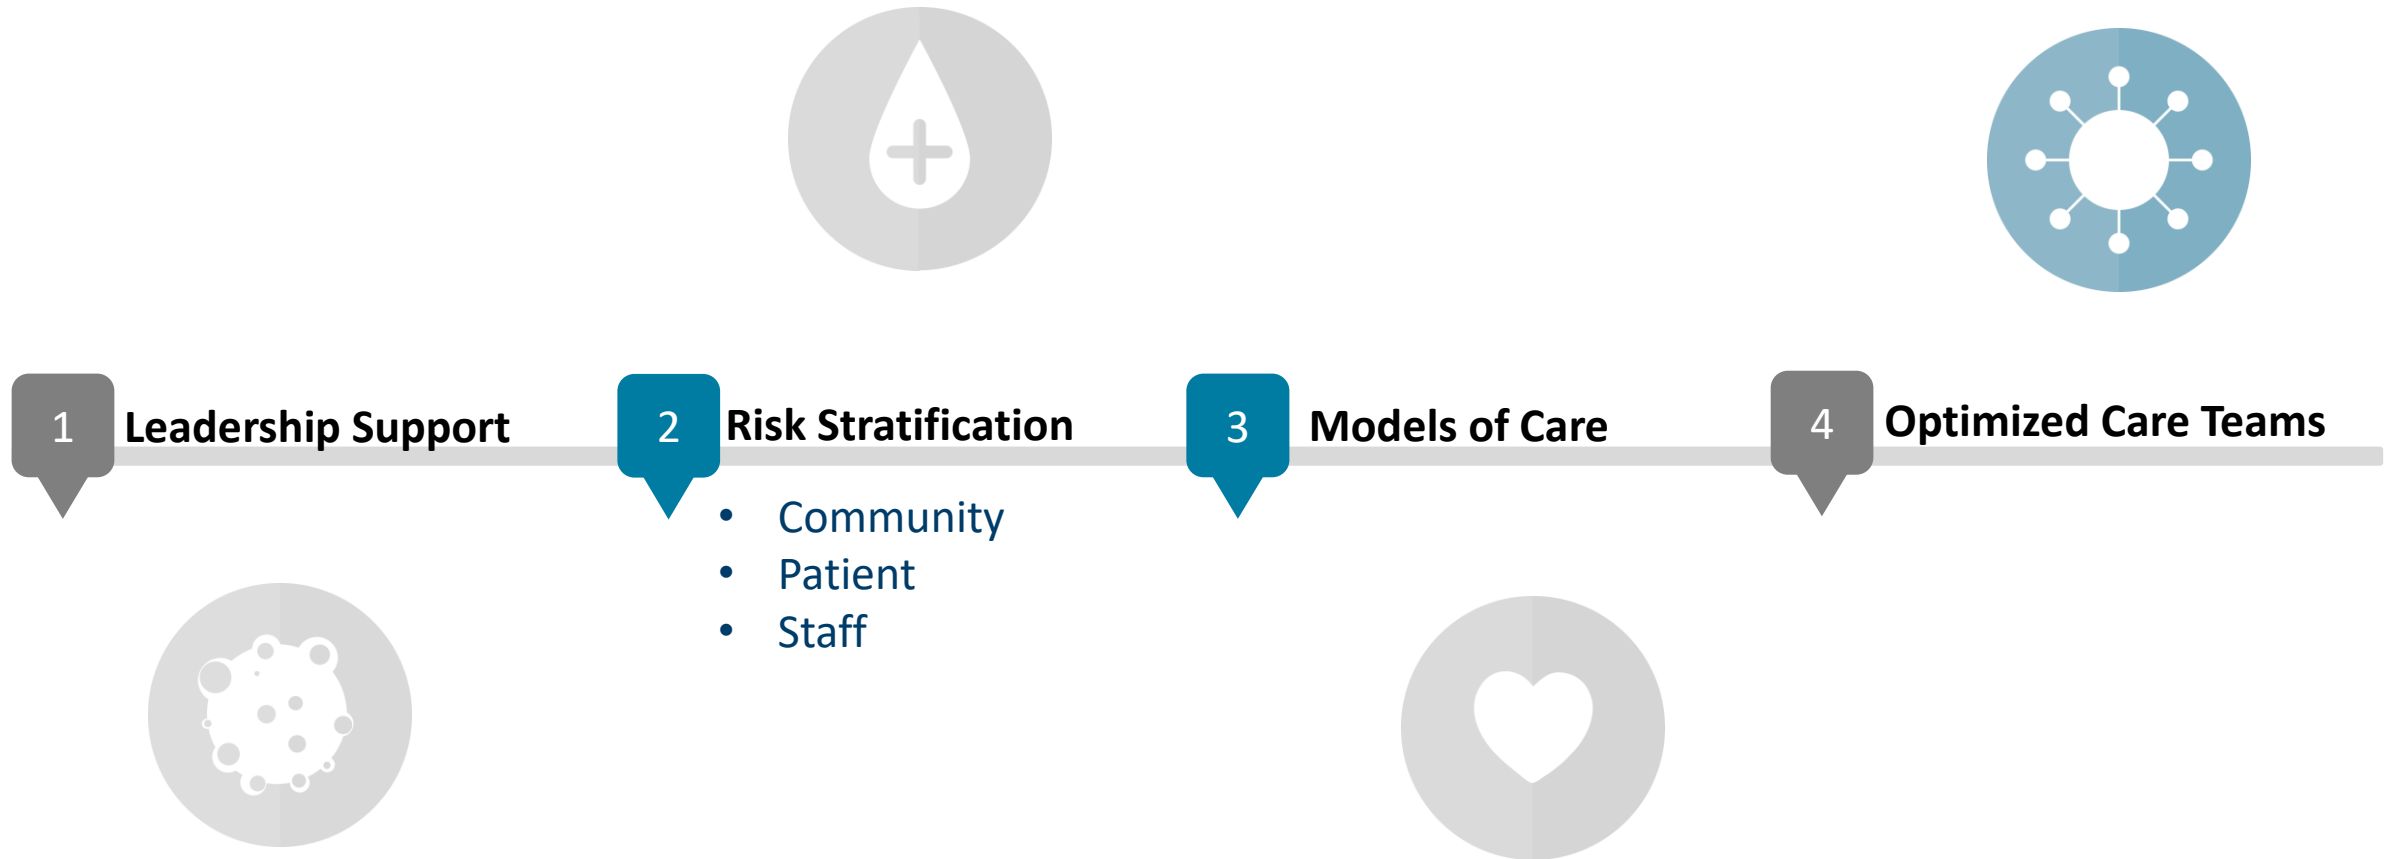 1 Leadership Support
2 Risk Stratification
• Community
• Patient
• Staff
3 Models of Care
4 Optimized Care Teams